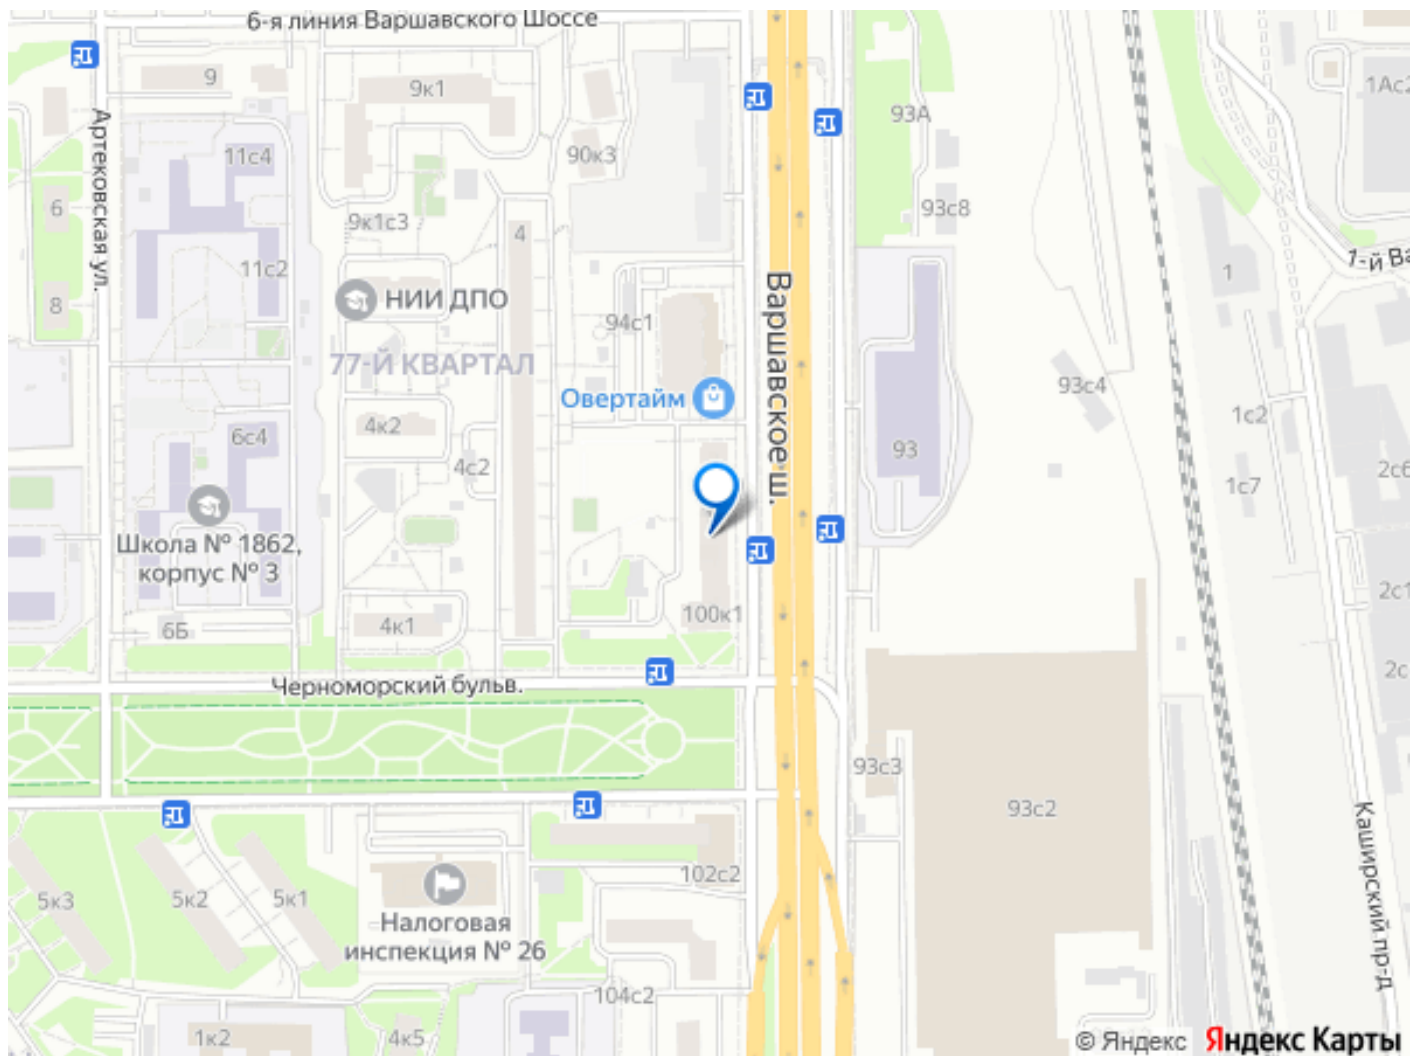 6-я линия Варшавского Шоссе
9
9к1
Артековская ул.
93А
1Ас2
11с4
90к3
6
9к1с3
4
93с8
1-й Ва
11с2
НИИ ДПО
Варшавское ш.
1
8
94с1
77-Й КВАРТАЛ
93с4
Овертайм
1с2
4к2
6с4
4с2
93
2с6
1с7
Школа № 1862,
корпус № 3
2с1
100к1
6Б
4к1
2с
Черноморский бульв.
93с3
93с2
Каширский пр-д
102с2
5к3
5к2
5к1
Налоговая
инспекция № 26
104с2
1к2
4к5
© Яндекс Яндекс Карты